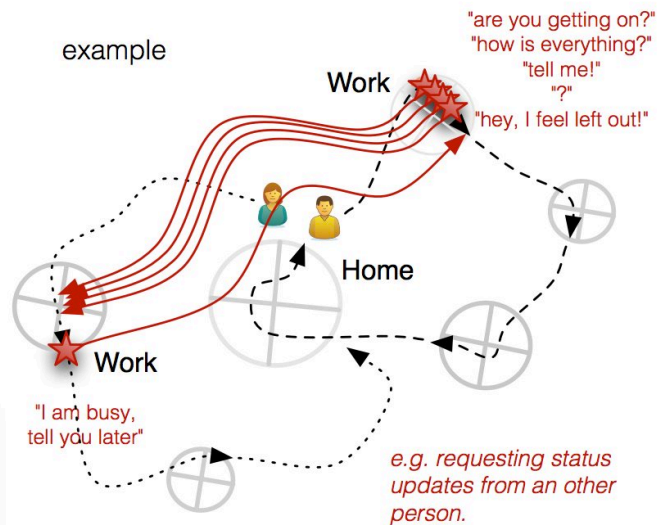 example
"are you getting on?"
"how is everything?"
"tell me!"
"?"
"hey, I feel left out!"
Work
Home
Work
"I am busy,
tell you later"
e.g. requesting status
updates from an other
person.